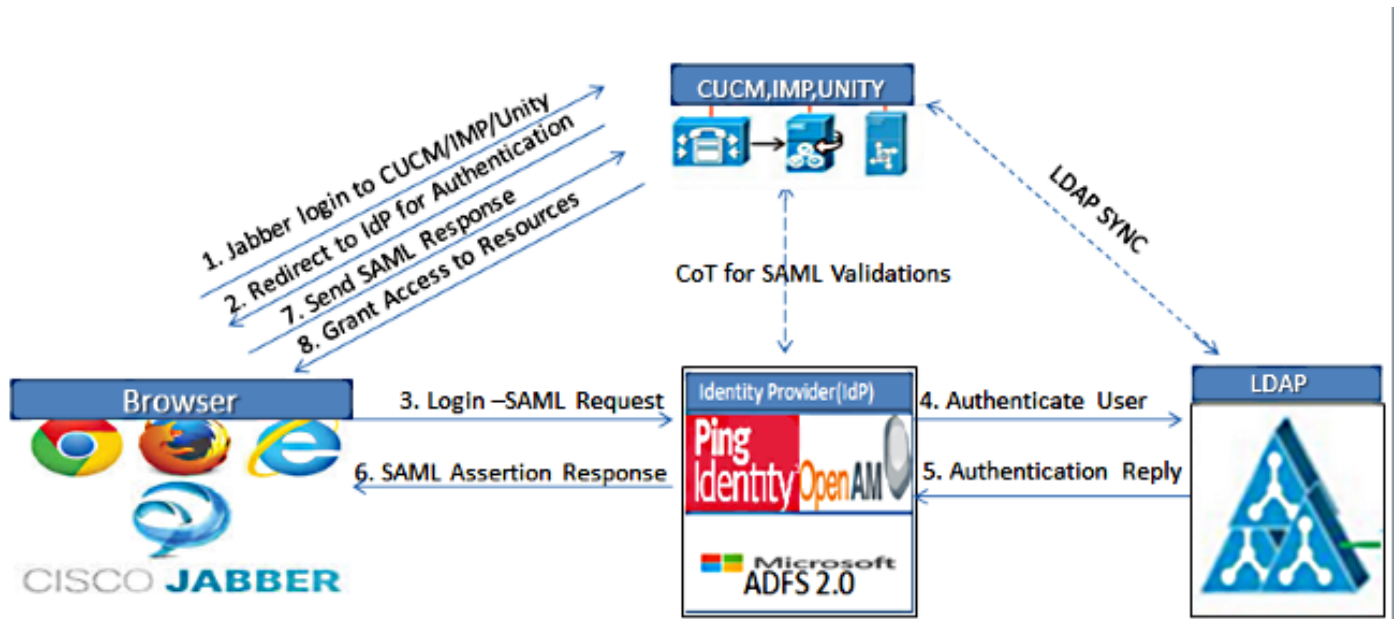 CUCM,IMP,UNITY
1. Jabber login to CUCM/IMP/Unity
2. Redirect to IdP for Authentication
7. Send SAML Response
8. Grant Access to Resources
LDAP SYNC
CoT for SAML Validations
Browser
3. Login –SAML Request
6. SAML Assertion Response
CISCO JABBER
Identity Provider(IdP)
Ping
Identity
OpenAM
Microsoft
ADFS 2.0
4. Authenticate User
5. Authentication Reply
LDAP